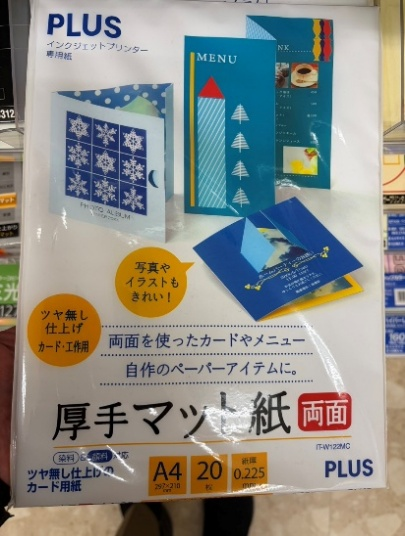 PLUS
インクジェットプリンター
専用紙
MENU
写真や
イラストも
きれい！
ツヤ無し
仕上げ
カード・工作用
両面を使ったカードやメニュー
自作のペーパーアイテムに。
厚手マット紙 両面
IT-W122MC
染料 顔料 対応
ツヤ無し仕上げの
カード用紙
A4
297×210
mm
20
枚
紙厚
0.225
mm
PLUS